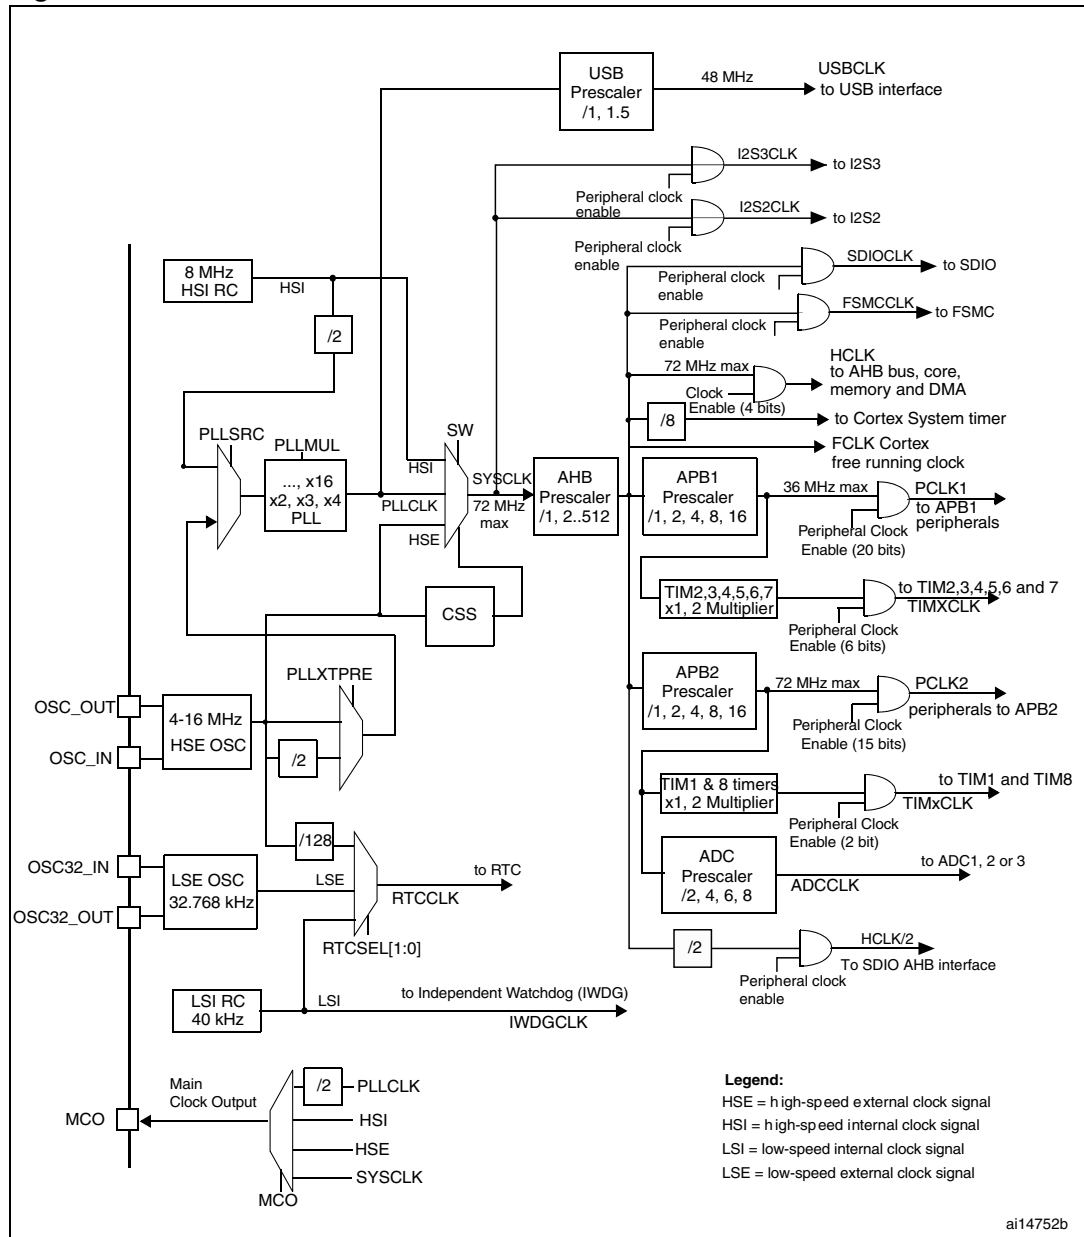 USB
Prescaler
/1, 1.5
48 MHz
USBCLK
to USB interface
I2S3CLK
to I2S3
Peripheral clock
enable
I2S2CLK
to I2S2
Peripheral clock
enable
SDIOCLK
to SDIO
Peripheral clock
enable
FSMCCLK
to FSMC
Peripheral clock
enable
8 MHz
HSI RC
HSI
/2
72 MHz max
HCLK
to AHB bus, core,
memory and DMA
Clock
Enable (4 bits)
/8
to Cortex System timer
FCLK Cortex
free running clock
PLLSRC
PLLMUL
..., x16
x2, x3, x4
PLL
SW
HSI
PLLCLK
HSE
SYSCLK
72 MHz
max
AHB
Prescaler
/1, 2..512
APB1
Prescaler
/1, 2, 4, 8, 16
36 MHz max
PCLK1
to APB1
peripherals
Peripheral Clock
Enable (20 bits)
TIM2,3,4,5,6,7
x1, 2 Multiplier
to TIM2,3,4,5,6 and 7
TIMXCLK
Peripheral Clock
Enable (6 bits)
CSS
PLLXTPRE
OSC_OUT
OSC_IN
4-16 MHz
HSE OSC
/2
APB2
Prescaler
/1, 2, 4, 8, 16
72 MHz max
PCLK2
peripherals to APB2
Peripheral Clock
Enable (15 bits)
TIM1 & 8 timers
x1, 2 Multiplier
to TIM1 and TIM8
TIMxCLK
Peripheral Clock
Enable (2 bit)
/128
OSC32_IN
OSC32_OUT
LSE OSC
32.768 kHz
LSE
to RTC
RTCCLK
RTCSEL[1:0]
ADC
Prescaler
/2, 4, 6, 8
to ADC1, 2 or 3
ADCCLK
/2
HCLK/2
To SDIO AHB interface
Peripheral clock
enable
LSI RC
40 kHz
LSI
to Independent Watchdog (IWDG)
IWDGCLK
MCO
Main
Clock Output
/2
PLLCLK
HSI
HSE
SYSCLK
MCO
Legend:
HSE = high-speed external clock signal
HSI = high-speed internal clock signal
LSI = low-speed internal clock signal
LSE = low-speed external clock signal
ai14752b